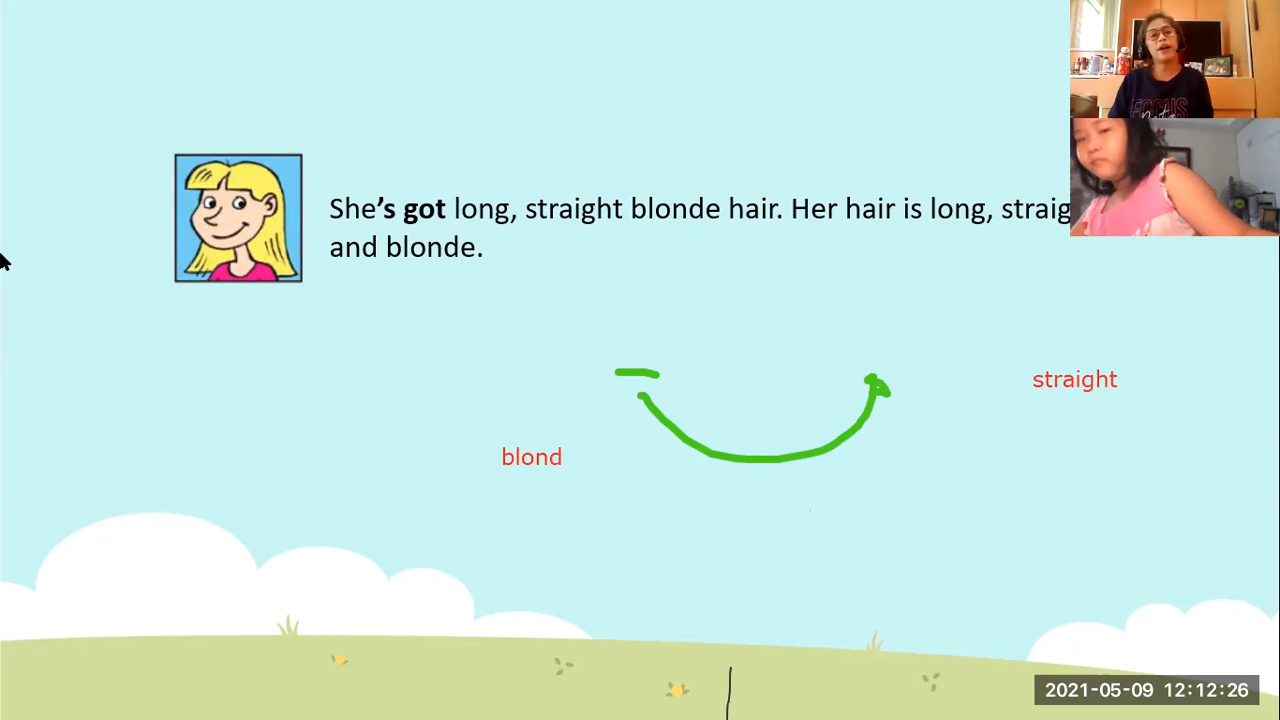 She's got long, straight blonde hair. Her hair is long, straig
and blonde.
straight
blond
FOCUS
2021-05-09 12:12:26